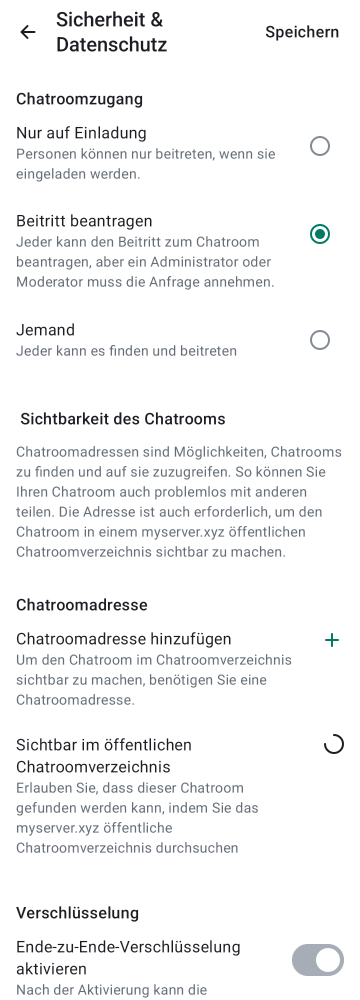 Sicherheit &
Datenschutz
Speichern
Chatroomzugang
Nur auf Einladung
Personen können nur beitreten, wenn sie
eingeladen werden.
Beitritt beantragen
Jeder kann den Beitritt zum Chatroom
beantragen, aber ein Administrator oder
Moderator muss die Anfrage annehmen.
Jemand
Jeder kann es finden und beitreten
Sichtbarkeit des Chatrooms
Chatroomadressen sind Möglichkeiten, Chatrooms
zu finden und auf sie zuzugreifen. So können Sie
Ihren Chatroom auch problemlos mit anderen
teilen. Die Adresse ist auch erforderlich, um den
Chatroom in einem myserver.xyz öffentlichen
Chatroomverzeichnis sichtbar zu machen.
Chatroomadresse
Chatroomadresse hinzufügen
Um den Chatroom im Chatroomverzeichnis
sichtbar zu machen, benötigen Sie eine
Chatroomadresse.
Sichtbar im öffentlichen
Chatroomverzeichnis
Erlauben Sie, dass dieser Chatroom
gefunden werden kann, indem Sie das
myserver.xyz öffentliche
Chatroomverzeichnis durchsuchen
Verschlüsselung
Ende-zu-Ende-Verschlüsselung
aktivieren
Nach der Aktivierung kann die